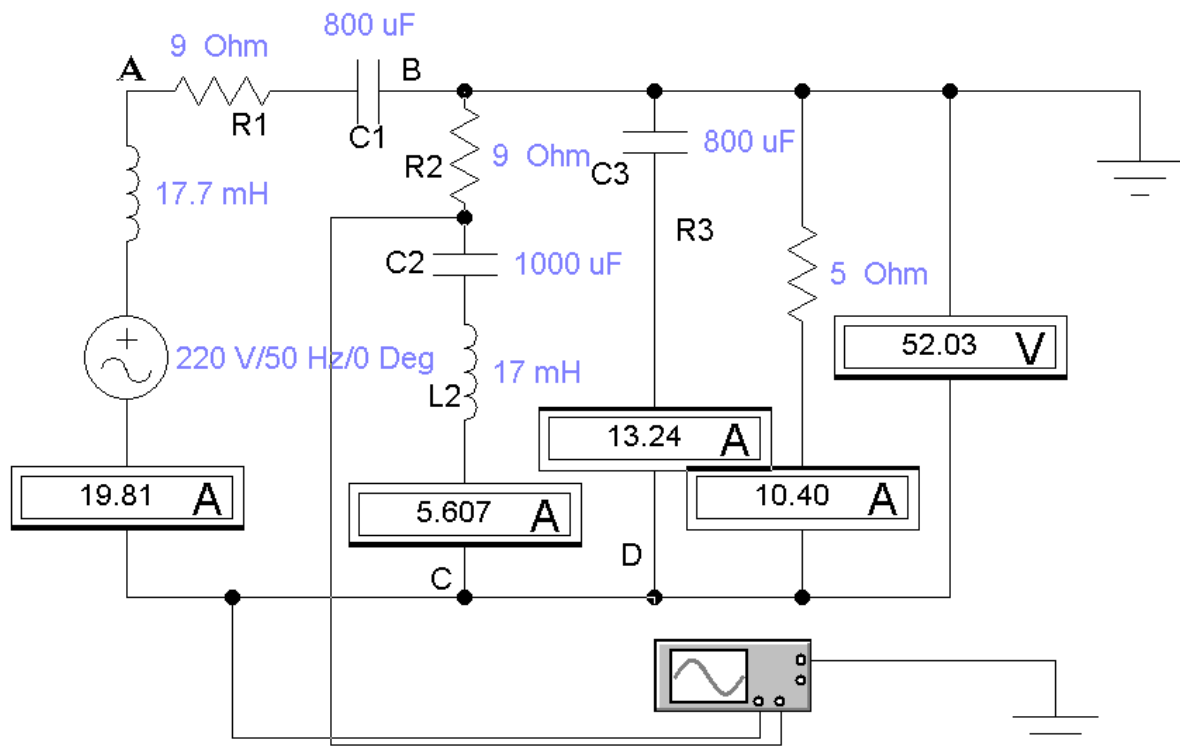 800 uF
9 Ohm
A
B
R1
C1
R2
9 Ohm
C3
800 uF
17.7 mH
R3
C2
1000 uF
5 Ohm
220 V/50 Hz/0 Deg
17 mH
L2
52.03 V
13.24 A
19.81 A
5.607 A
10.40 A
C
D